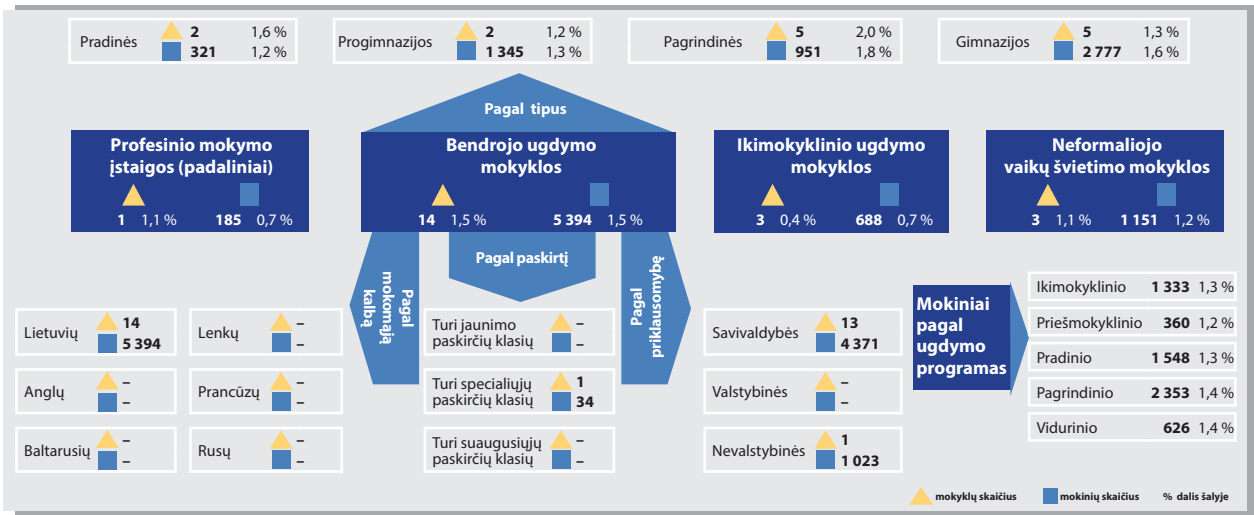 Pradinės 2 1,6 %
321 1,2 %
Progimnazijos 2 1,2 %
1 345 1,3 %
Pagrindinės 5 2,0 %
951 1,8 %
Gimnazijos 5 1,3 %
2 777 1,6 %
Pagal tipus
Profesinio mokymo
įstaigos (padaliniai)
1 1,1 % 185 0,7 %
Bendrojo ugdymo
mokyklos
14 1,5 % 5 394 1,5 %
Ikimokyklinio ugdymo
mokyklos
3 0,4 % 688 0,7 %
Neformaliojo
vaikų švietimo mokyklos
3 1,1 % 1 151 1,2 %
Pagal
mokomąją
kalbą
Pagal paskirtį
Pagal
priklausomybę
Lietuvių 14
5 394
Lenkų –
–
Anglų –
–
Prancūzų –
–
Baltarusių –
–
Rusų –
–
Turi jaunimo
paskirčių klasių
–
–
Turi specialiųjų
paskirčių klasių
1
34
Turi suaugusiųjų
paskirčių klasių
–
–
Savivaldybės 13
4 371
Valstybinės –
–
Nevalstybinės 1
1 023
Mokiniai
pagal
ugdymo
programas
Ikimokyklinio 1 333 1,3 %
Priešmokyklinio 360 1,2 %
Pradinio 1 548 1,3 %
Pagrindinio 2 353 1,4 %
Vidurinio 626 1,4 %
mokyklų skaičius mokinių skaičius % dalis šalyje